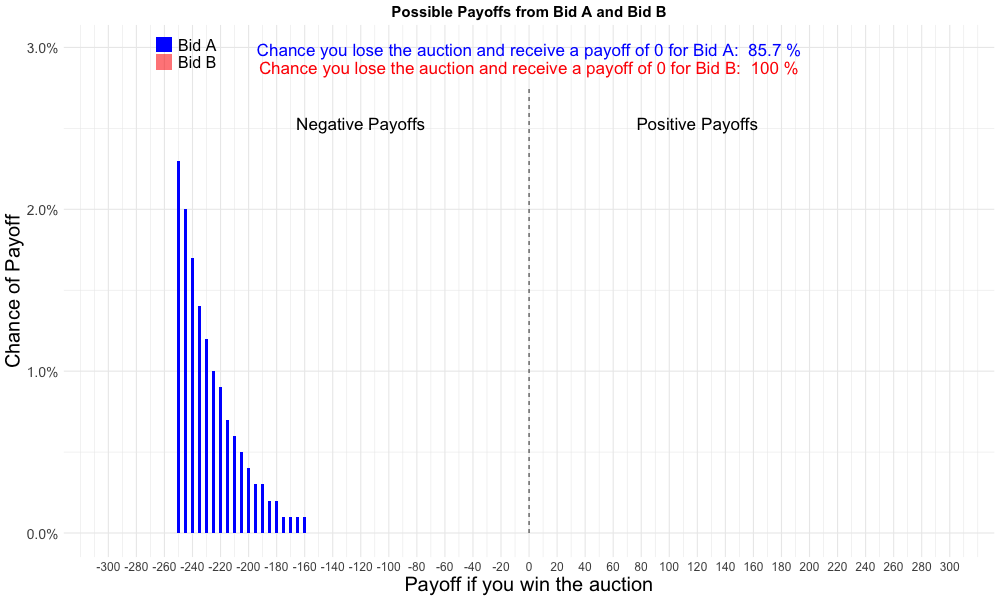 Possible Payoffs from Bid A and Bid B
Bid A
Bid B
Chance you lose the auction and receive a payoff of 0 for Bid A:  85.7 %
Chance you lose the auction and receive a payoff of 0 for Bid B:  100 %
Negative Payoffs
Positive Payoffs
3.0%
2.0%
1.0%
0.0%
Chance of Payoff
-300 -280 -260 -240 -220 -200 -180 -160 -140 -120 -100 -80 -60 -40 -20 0 20 40 60 80 100 120 140 160 180 200 220 240 260 280 300
Payoff if you win the auction